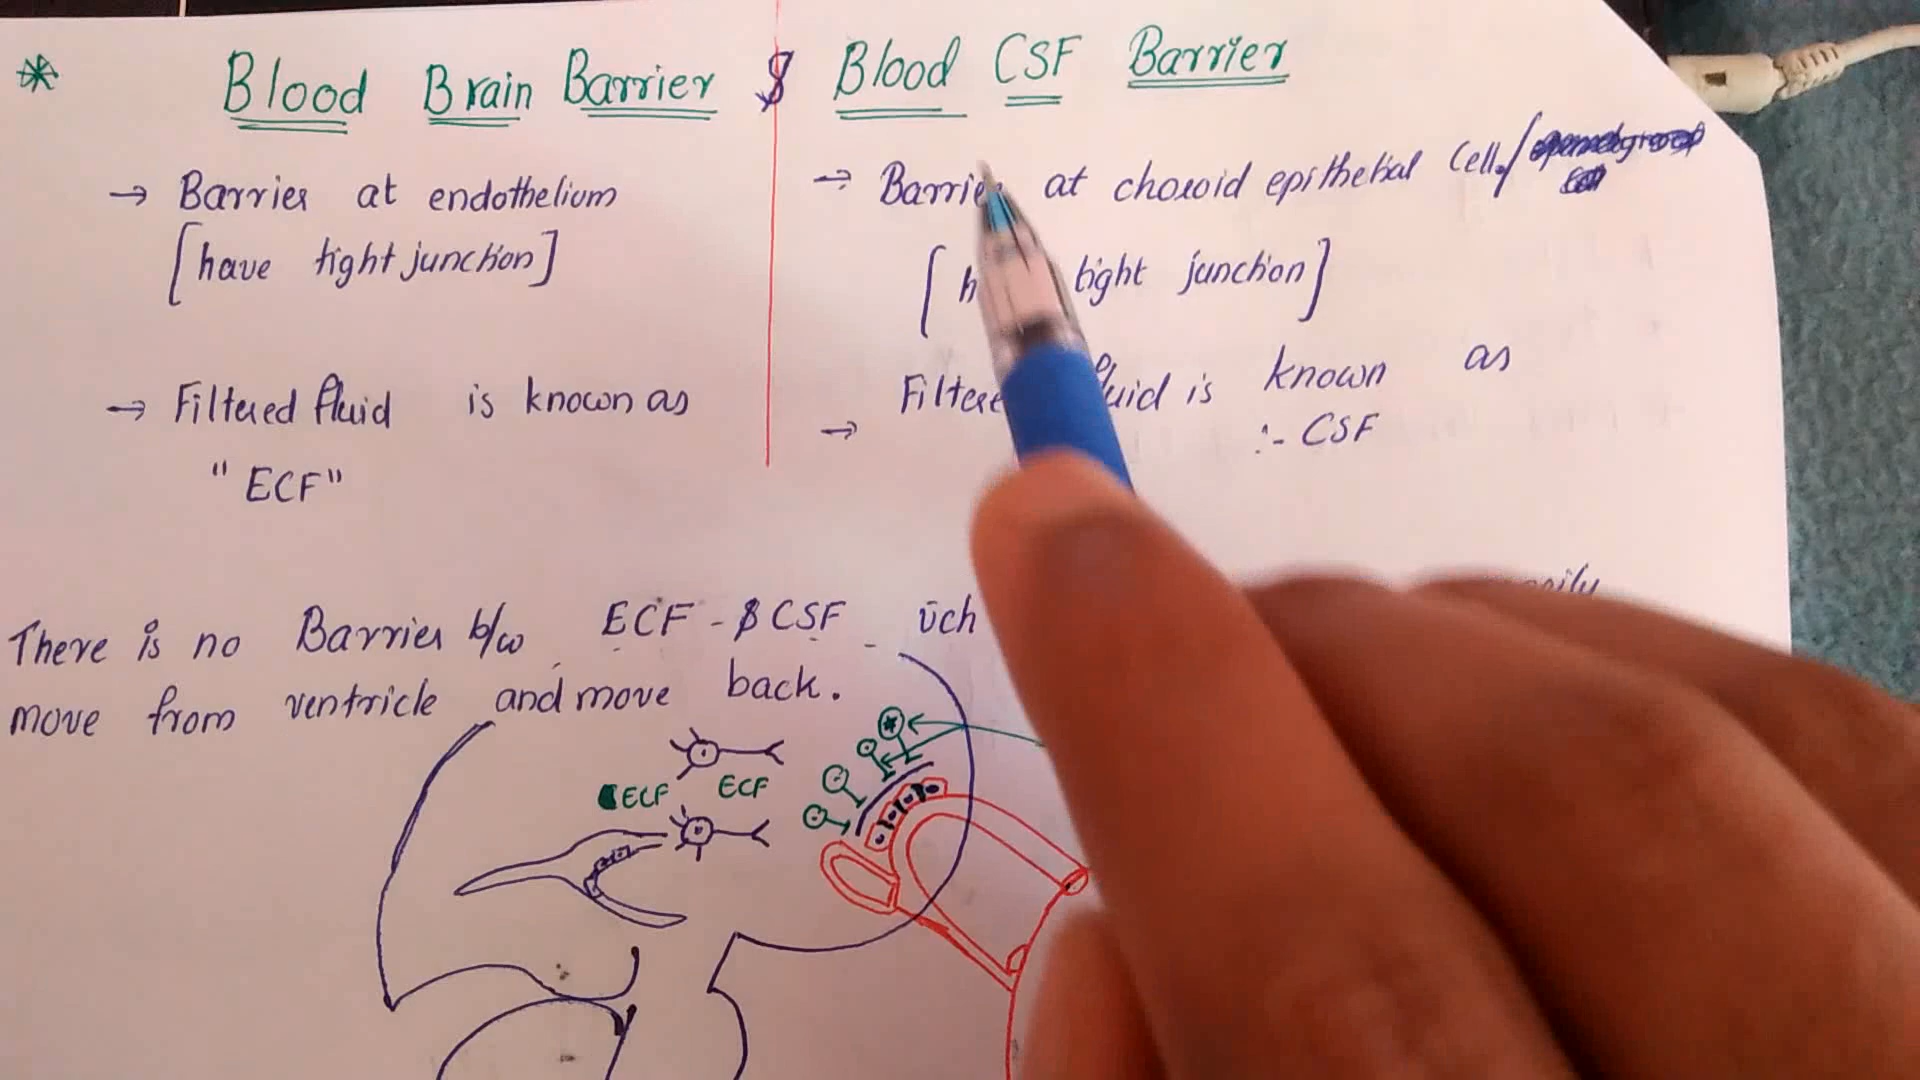 * Blood Brain Barrier $ Blood CSF Barrier
→ Barrier at endothelium
[have tight junction]
→ Filtered fluid is known as
"ECF"
→ Barrier at choroid epithelial Cell/
tight junction]
→ fluid is known as
:- CSF
There is no Barrier b/w ECF - $ CSF
move from ventricle and move back.
ECF ECF